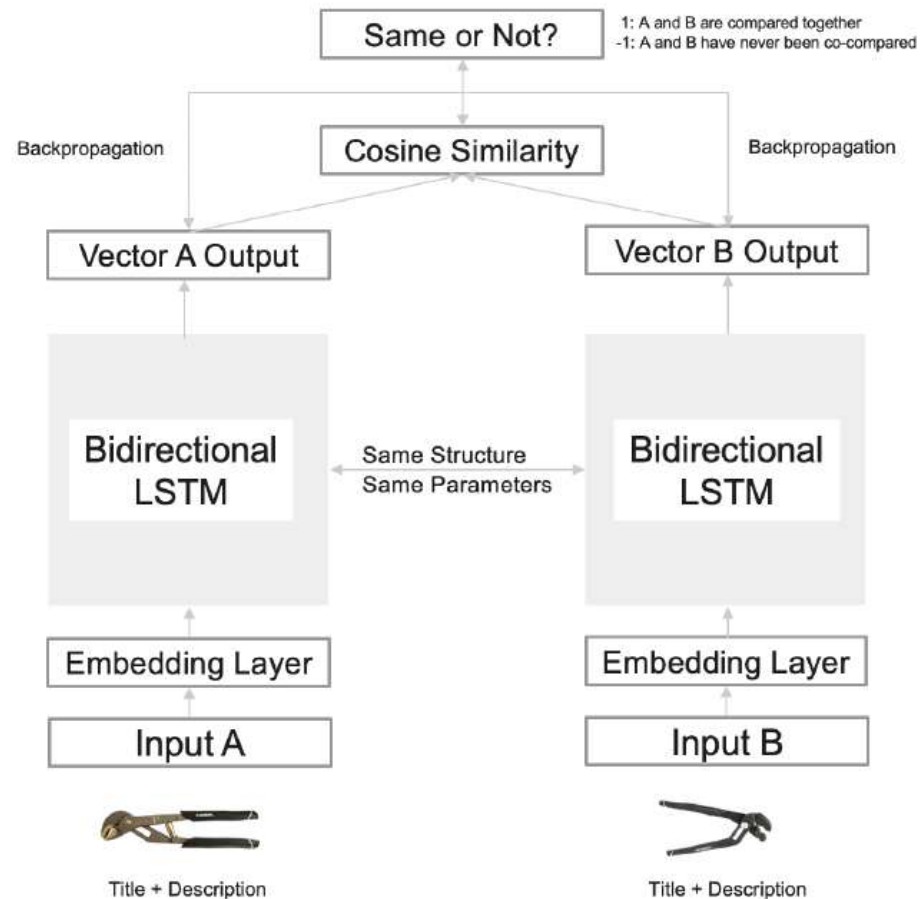 Same or Not?
1: A and B are compared together
-1: A and B have never been co-compared
Backpropagation
Cosine Similarity
Backpropagation
Vector A Output
Vector B Output
Bidirectional
LSTM
Same Structure
Same Parameters
Bidirectional
LSTM
Embedding Layer
Embedding Layer
Input A
Input B
Title + Description
Title + Description